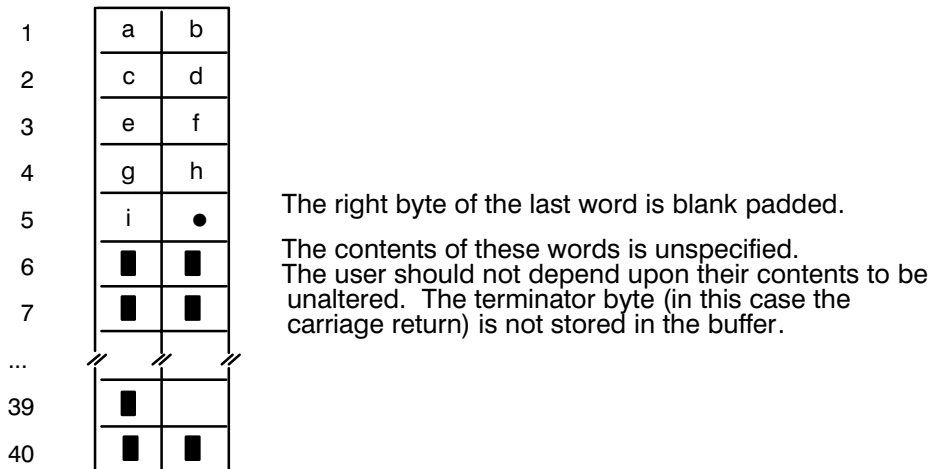 1 a b
2 c d
3 e f
4 g h
5 i ● The right byte of the last word is blank padded.
6 The contents of these words is unspecified.
The user should not depend upon their contents to be
7 unaltered. The terminator byte (in this case the
carriage return) is not stored in the buffer.
...
39
40